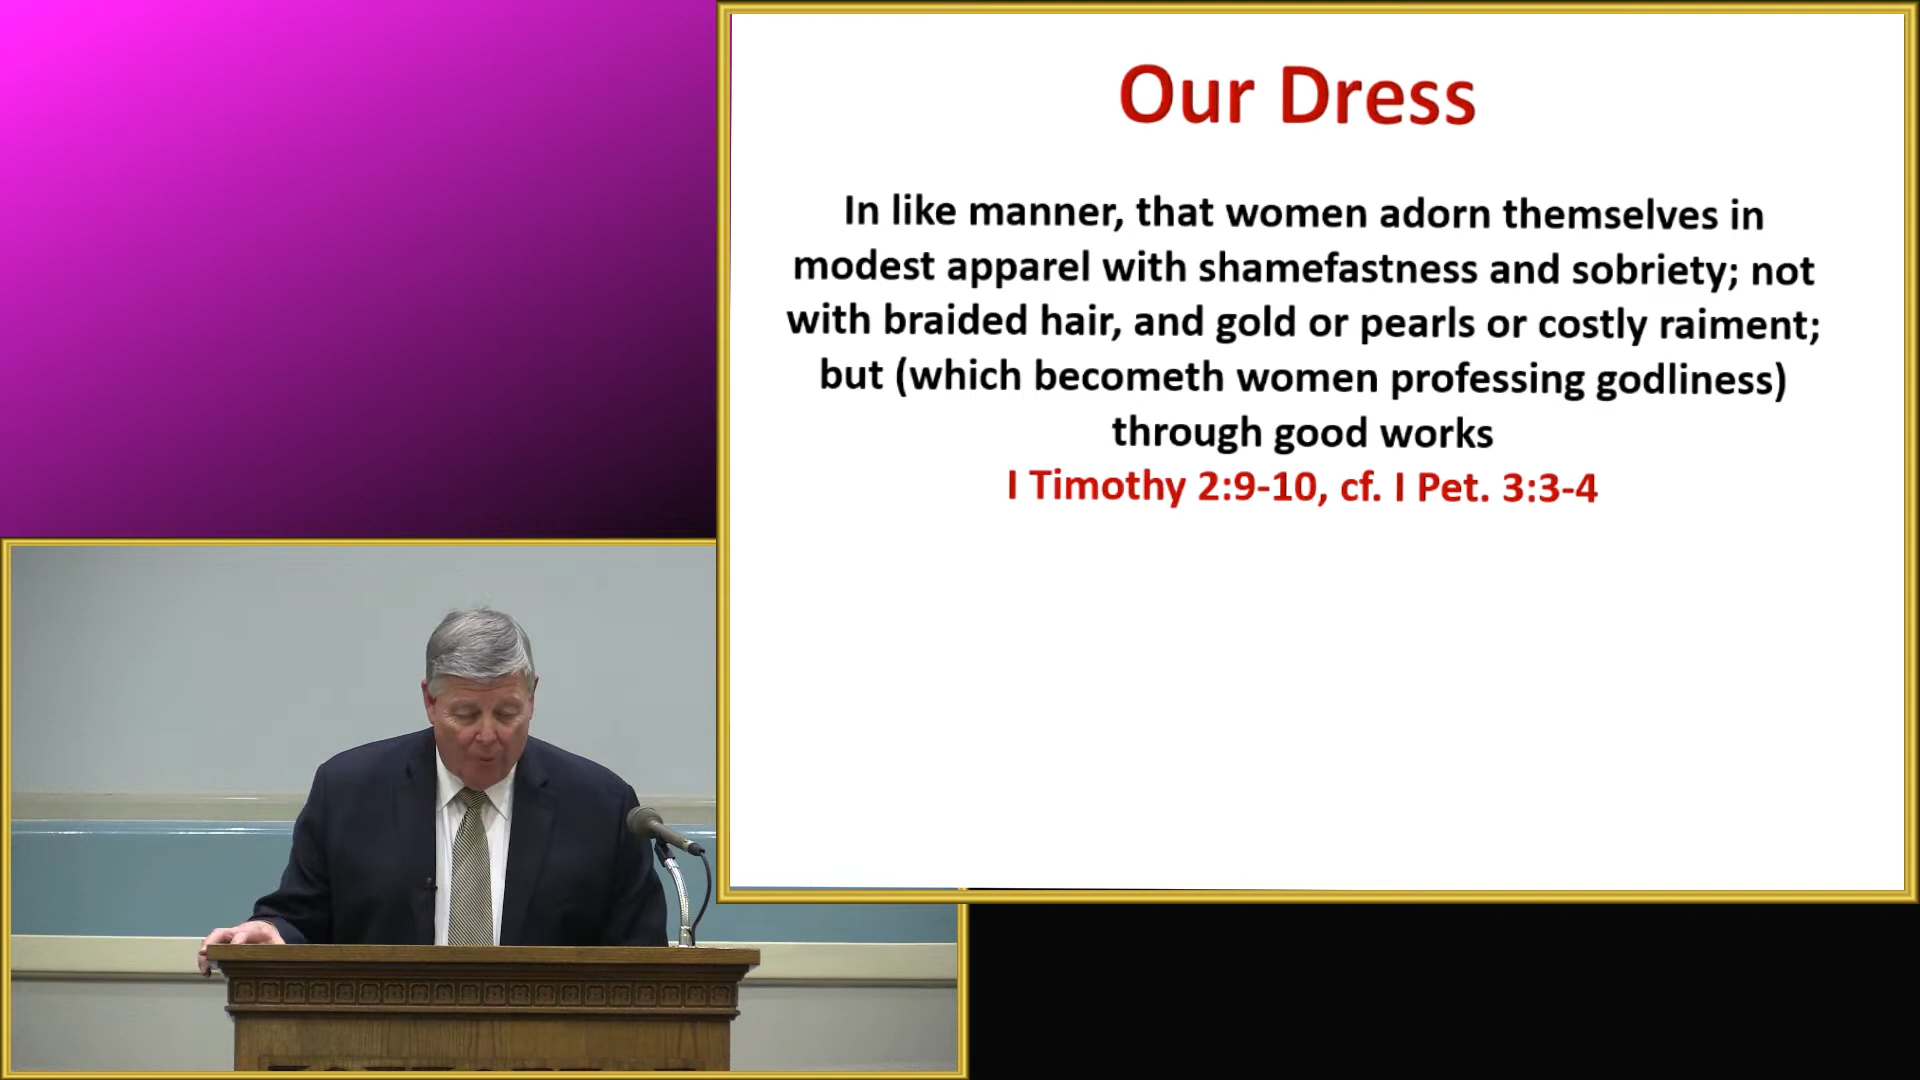 Our Dress
In like manner, that women adorn themselves in
modest apparel with shamefastness and sobriety; not
with braided hair, and gold or pearls or costly raiment;
but (which becometh women professing godliness)
through good works
I Timothy 2:9-10, cf. I Pet. 3:3-4